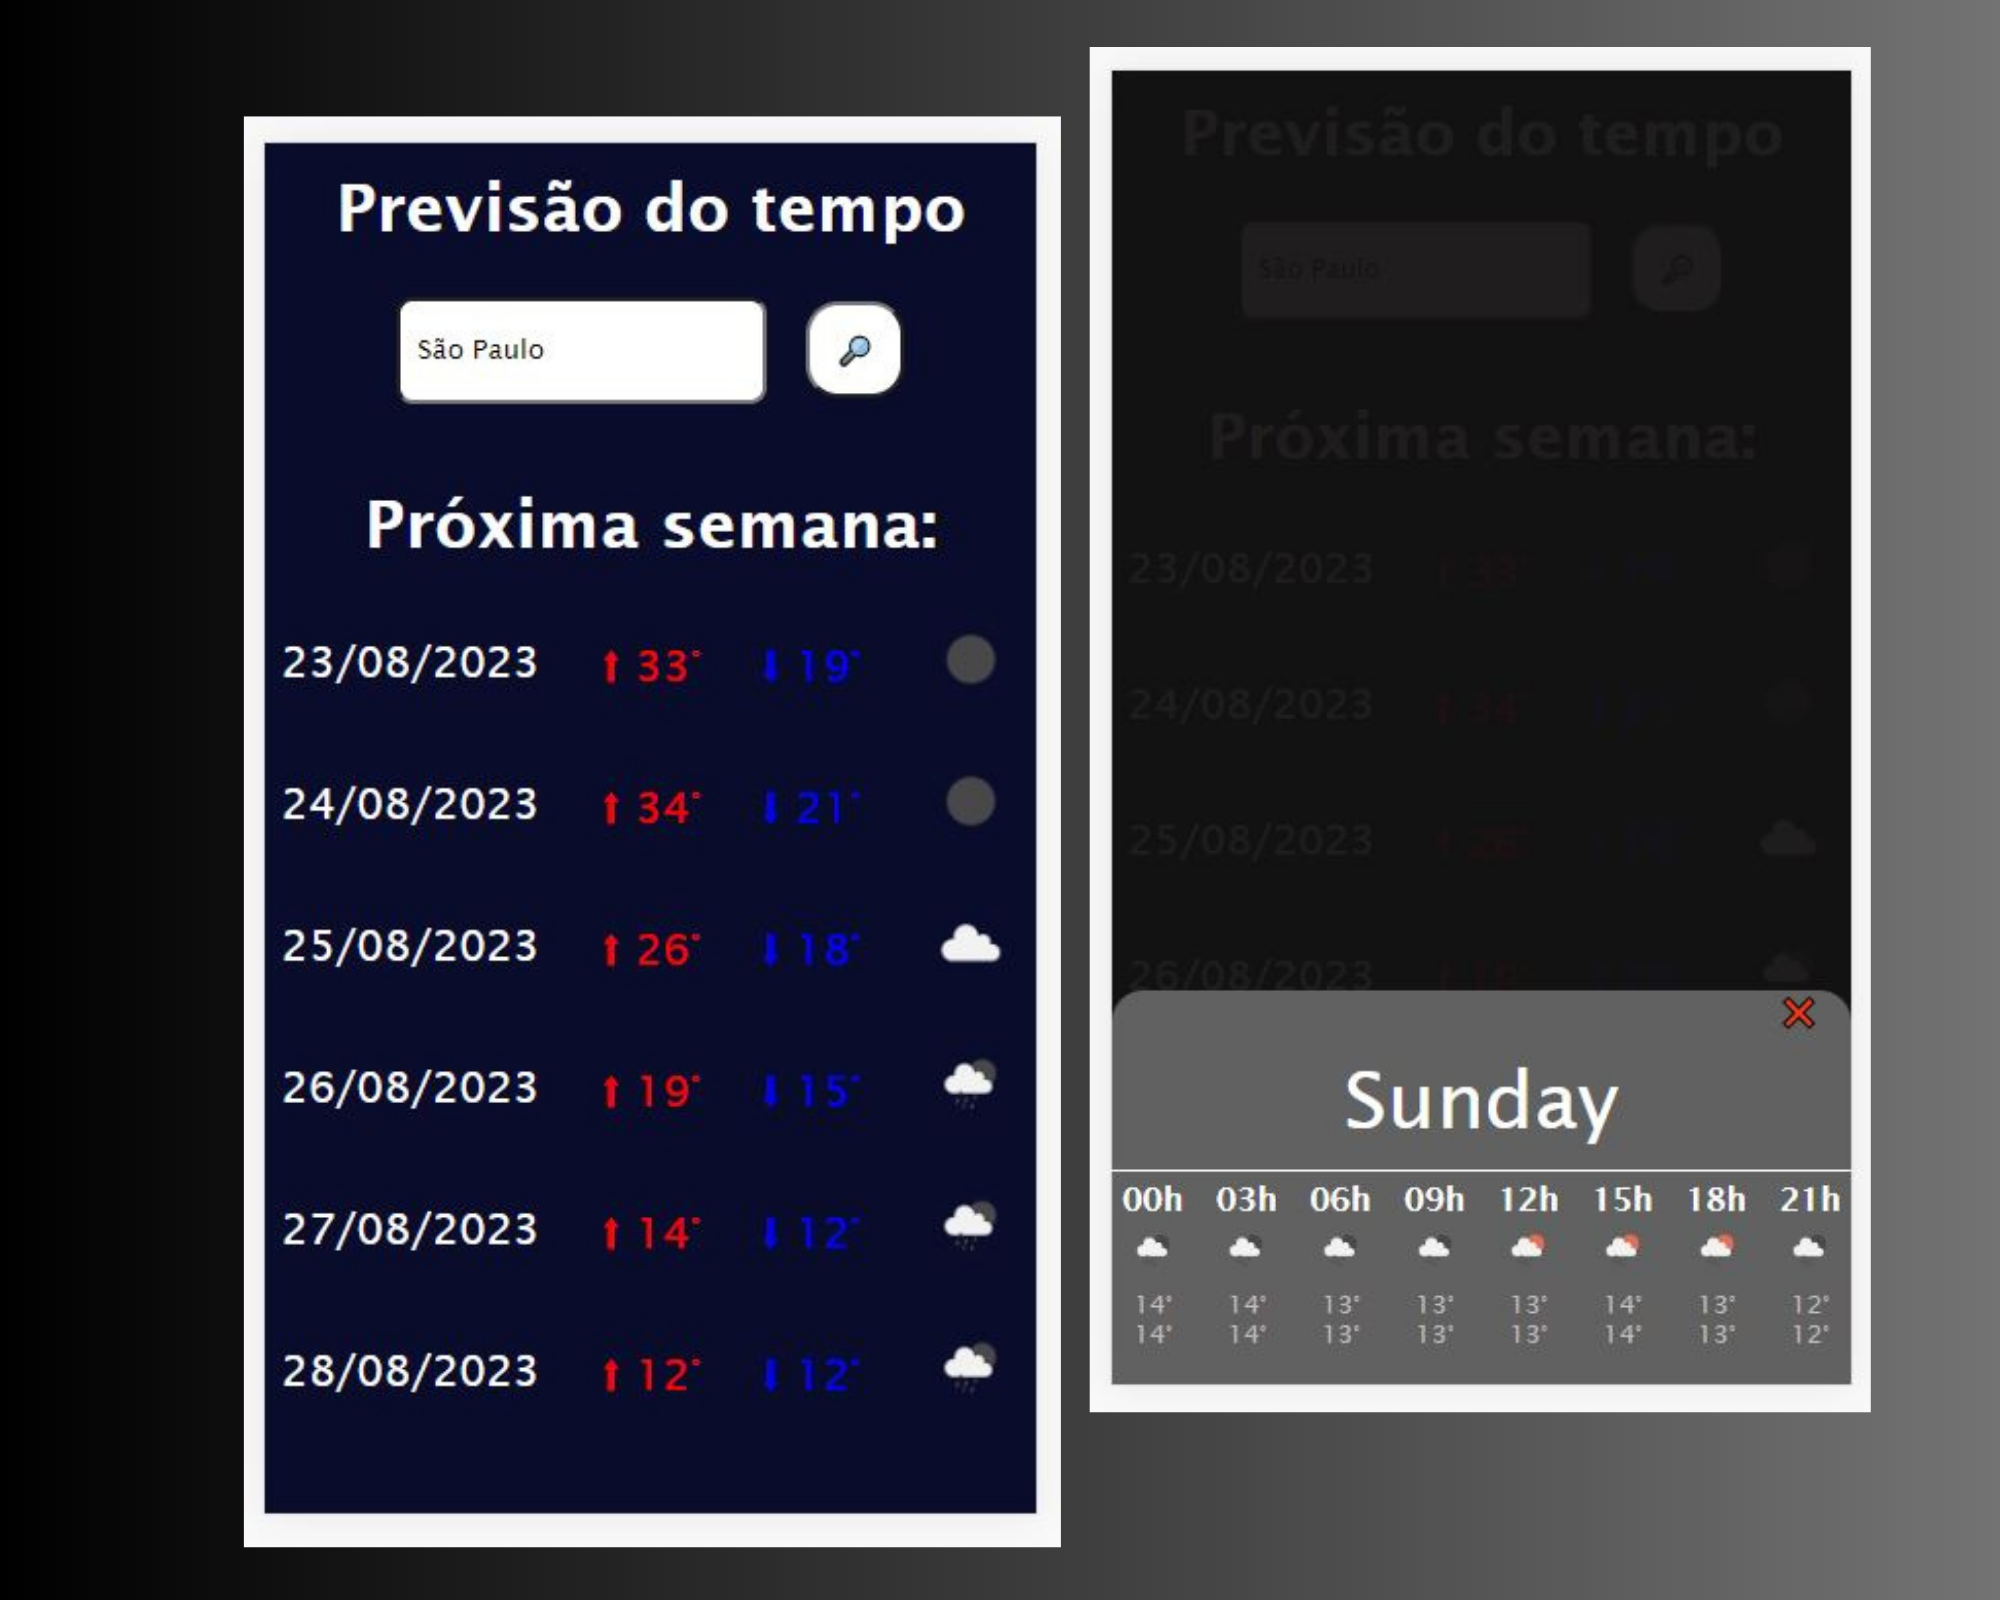 Previsão do tempo
São Paulo
Próxima semana:
23/08/2023 33° 19°
24/08/2023 34° 21°
25/08/2023 26° 18°
26/08/2023 19° 15°
27/08/2023 14° 12°
28/08/2023 12° 12°
Previsão do tempo
São Paulo
Próxima semana:
23/08/2023 33°
24/08/2023 34°
25/08/2023 26°
26/08/2023 19°
Sunday
00h 03h 06h 09h 12h 15h 18h 21h
14° 14° 13° 13° 13° 14° 13° 12°
14° 14° 13° 13° 13° 14° 13° 12°